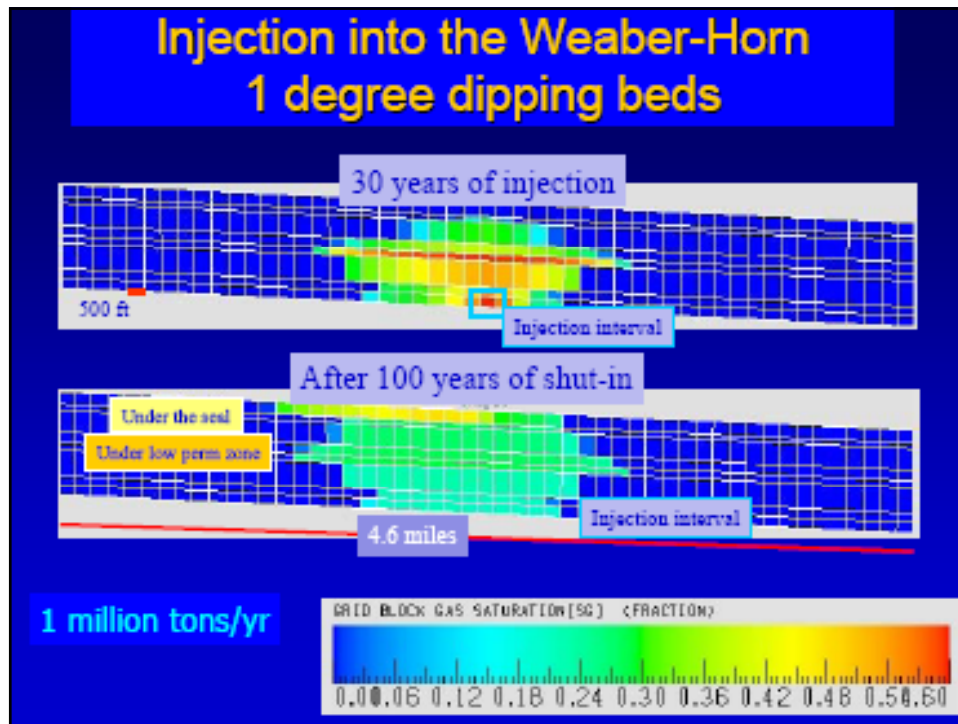 Injection into the Weaber-Horn
1 degree dipping beds
30 years of injection
500 ft
Injection interval
After 100 years of shut-in
Under the seal
Under low perm zone
Injection interval
4.6 miles
1 million tons/yr
GRID BLOCK GAS SATURATION[SG] (FRACTION)
0.00 0.06 0.12 0.18 0.24 0.30 0.36 0.42 0.48 0.54 0.60